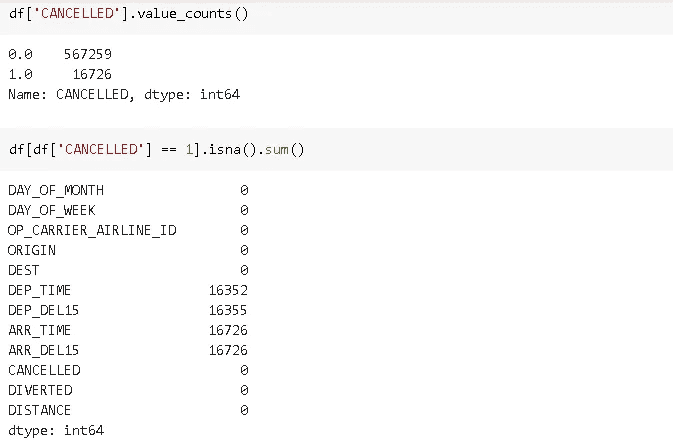 df['CANCELLED'].value_counts()
0.0    567259
1.0     16726
Name: CANCELLED, dtype: int64
df[df['CANCELLED'] == 1].isna().sum()
DAY_OF_MONTH                 0
DAY_OF_WEEK                  0
OP_CARRIER_AIRLINE_ID        0
ORIGIN                       0
DEST                         0
DEP_TIME                 16352
DEP_DEL15                16355
ARR_TIME                 16726
ARR_DEL15                16726
CANCELLED                    0
DIVERTED                     0
DISTANCE                     0
dtype: int64